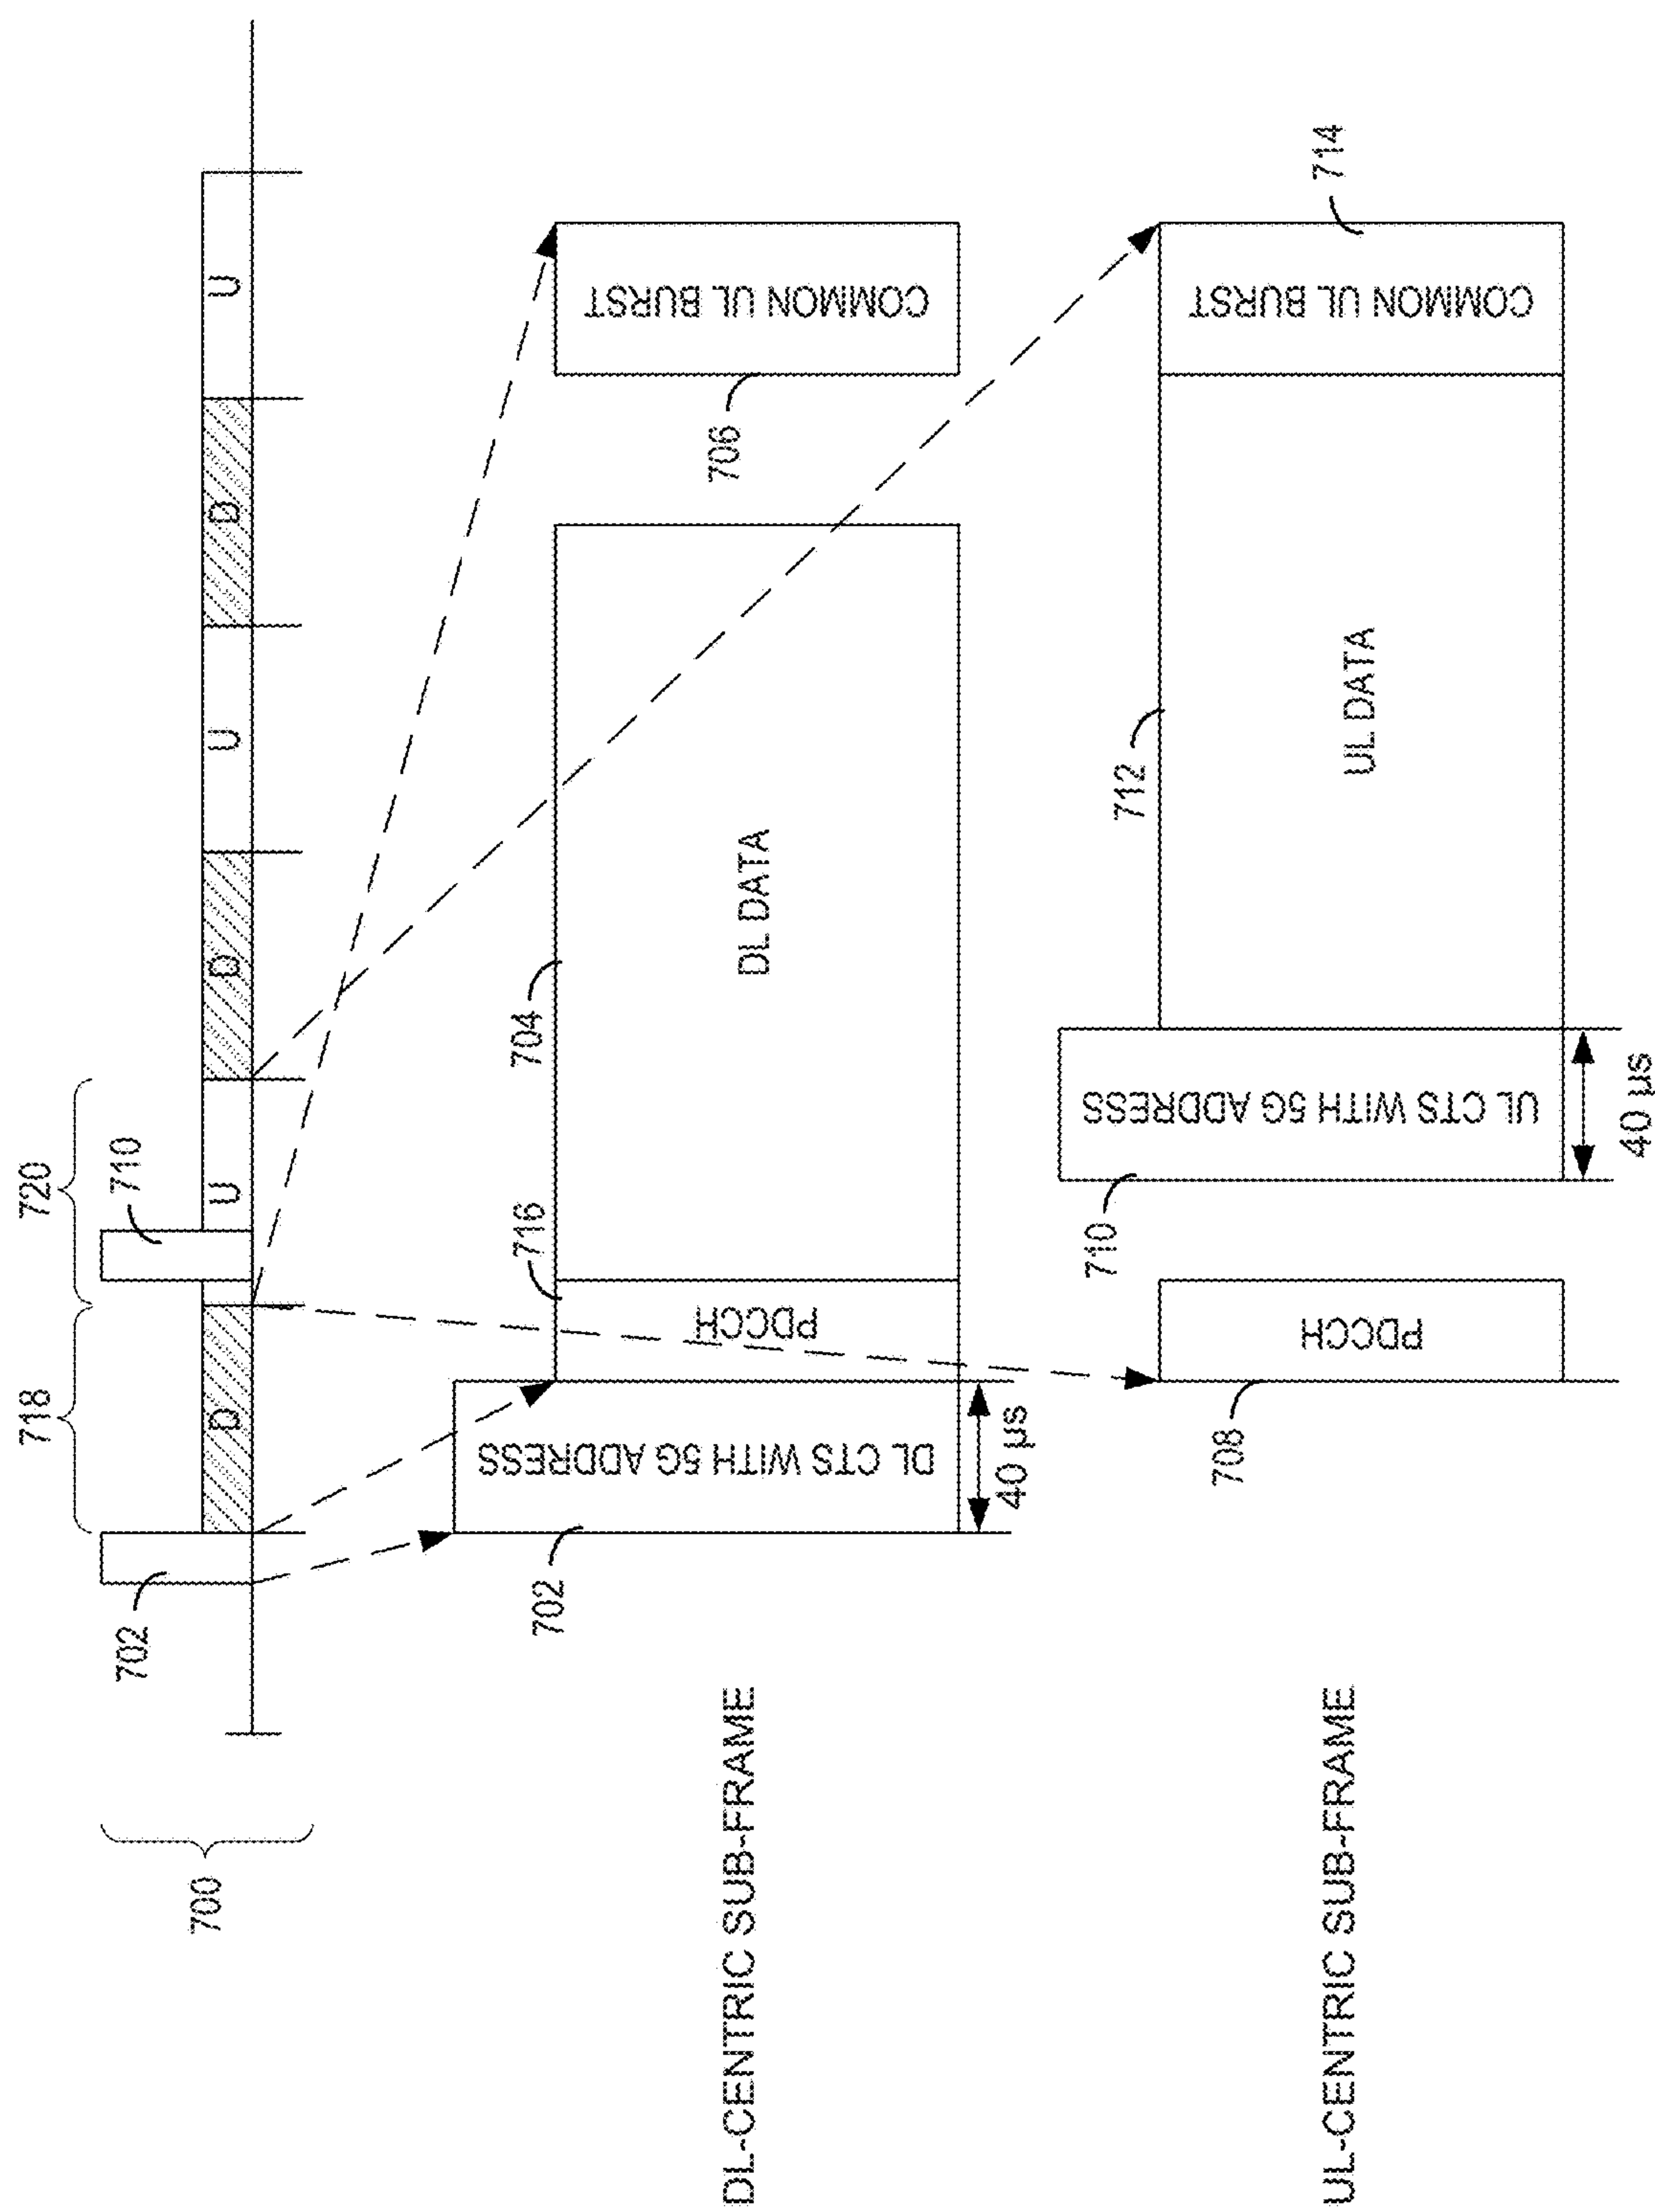 700
702
718
720
710
D
U
D
U
D
U
DL-CENTRIC SUB-FRAME
702
DL CTS WITH 5G ADDRESS
40 µs
716
PDCCH
704
DL DATA
706
COMMON UL BURST
UL-CENTRIC SUB-FRAME
708
PDCCH
710
UL CTS WITH 5G ADDRESS
40 µs
712
UL DATA
714
COMMON UL BURST